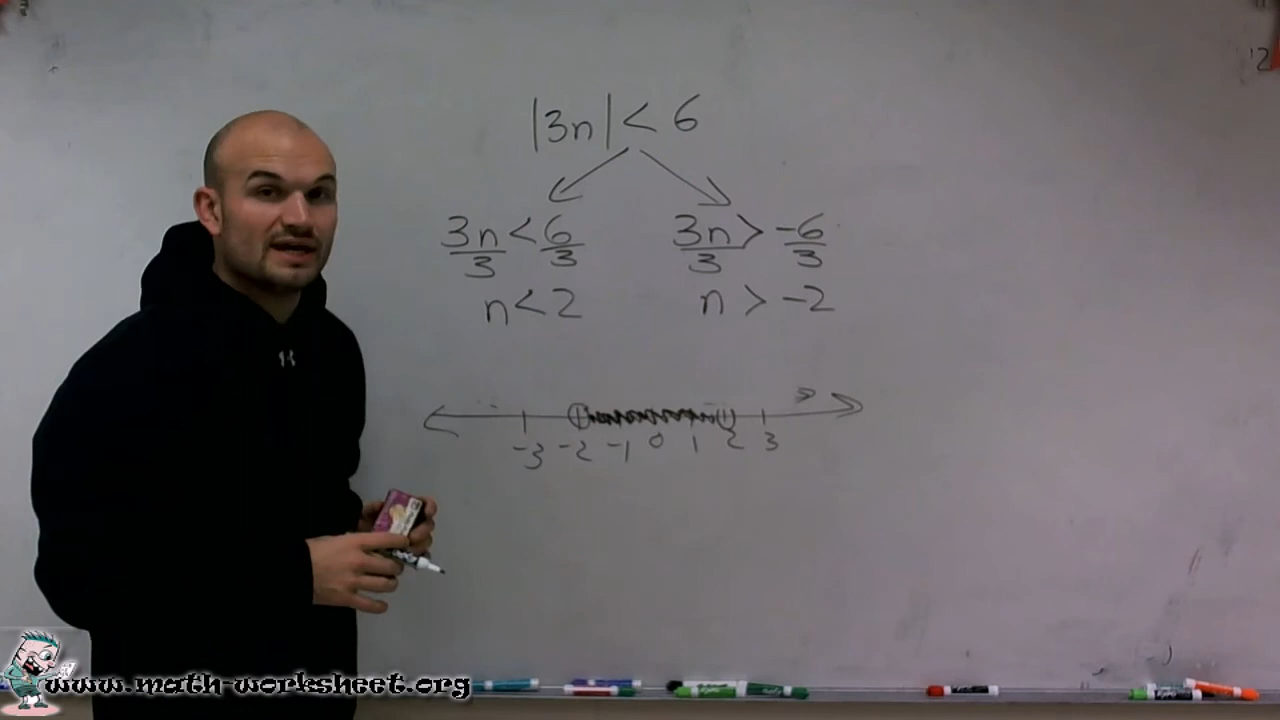 |3n| < 6
3n < 6 3n > -6
3 3 3 3
n < 2 n > -2
-3 -2 -1 0 1 2 3
www.math-worksheet.org